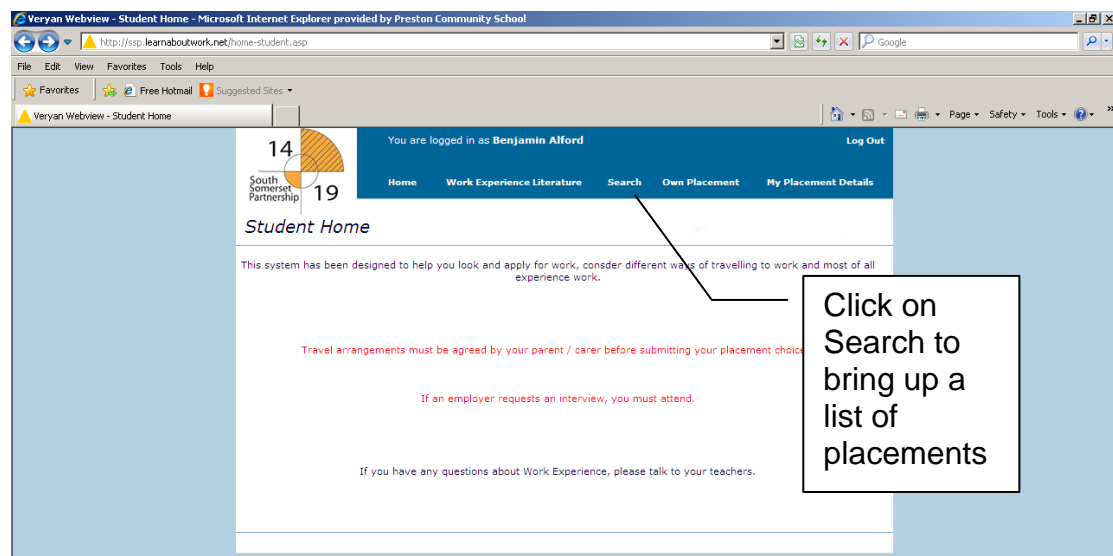 Veryan Webview - Student Home - Microsoft Internet Explorer provided by Preston Community School
http://ssp.learnaboutwork.net/home-student.asp
Google
File Edit View Favorites Tools Help
Favorites Free Hotmail Suggested Sites
Veryan Webview - Student Home
Page Safety Tools »
14
South
Somerset
Partnership
19
You are logged in as Benjamin Alford
Log Out
Home Work Experience Literature Search Own Placement My Placement Details
Student Home
This system has been designed to help you look and apply for work, consder different ways of travelling to work and most of all
experience work.
Travel arrangements must be agreed by your parent / carer before submitting your placement choice
If an employer requests an interview, you must attend.
If you have any questions about Work Experience, please talk to your teachers.
Click on
Search to
bring up a
list of
placements